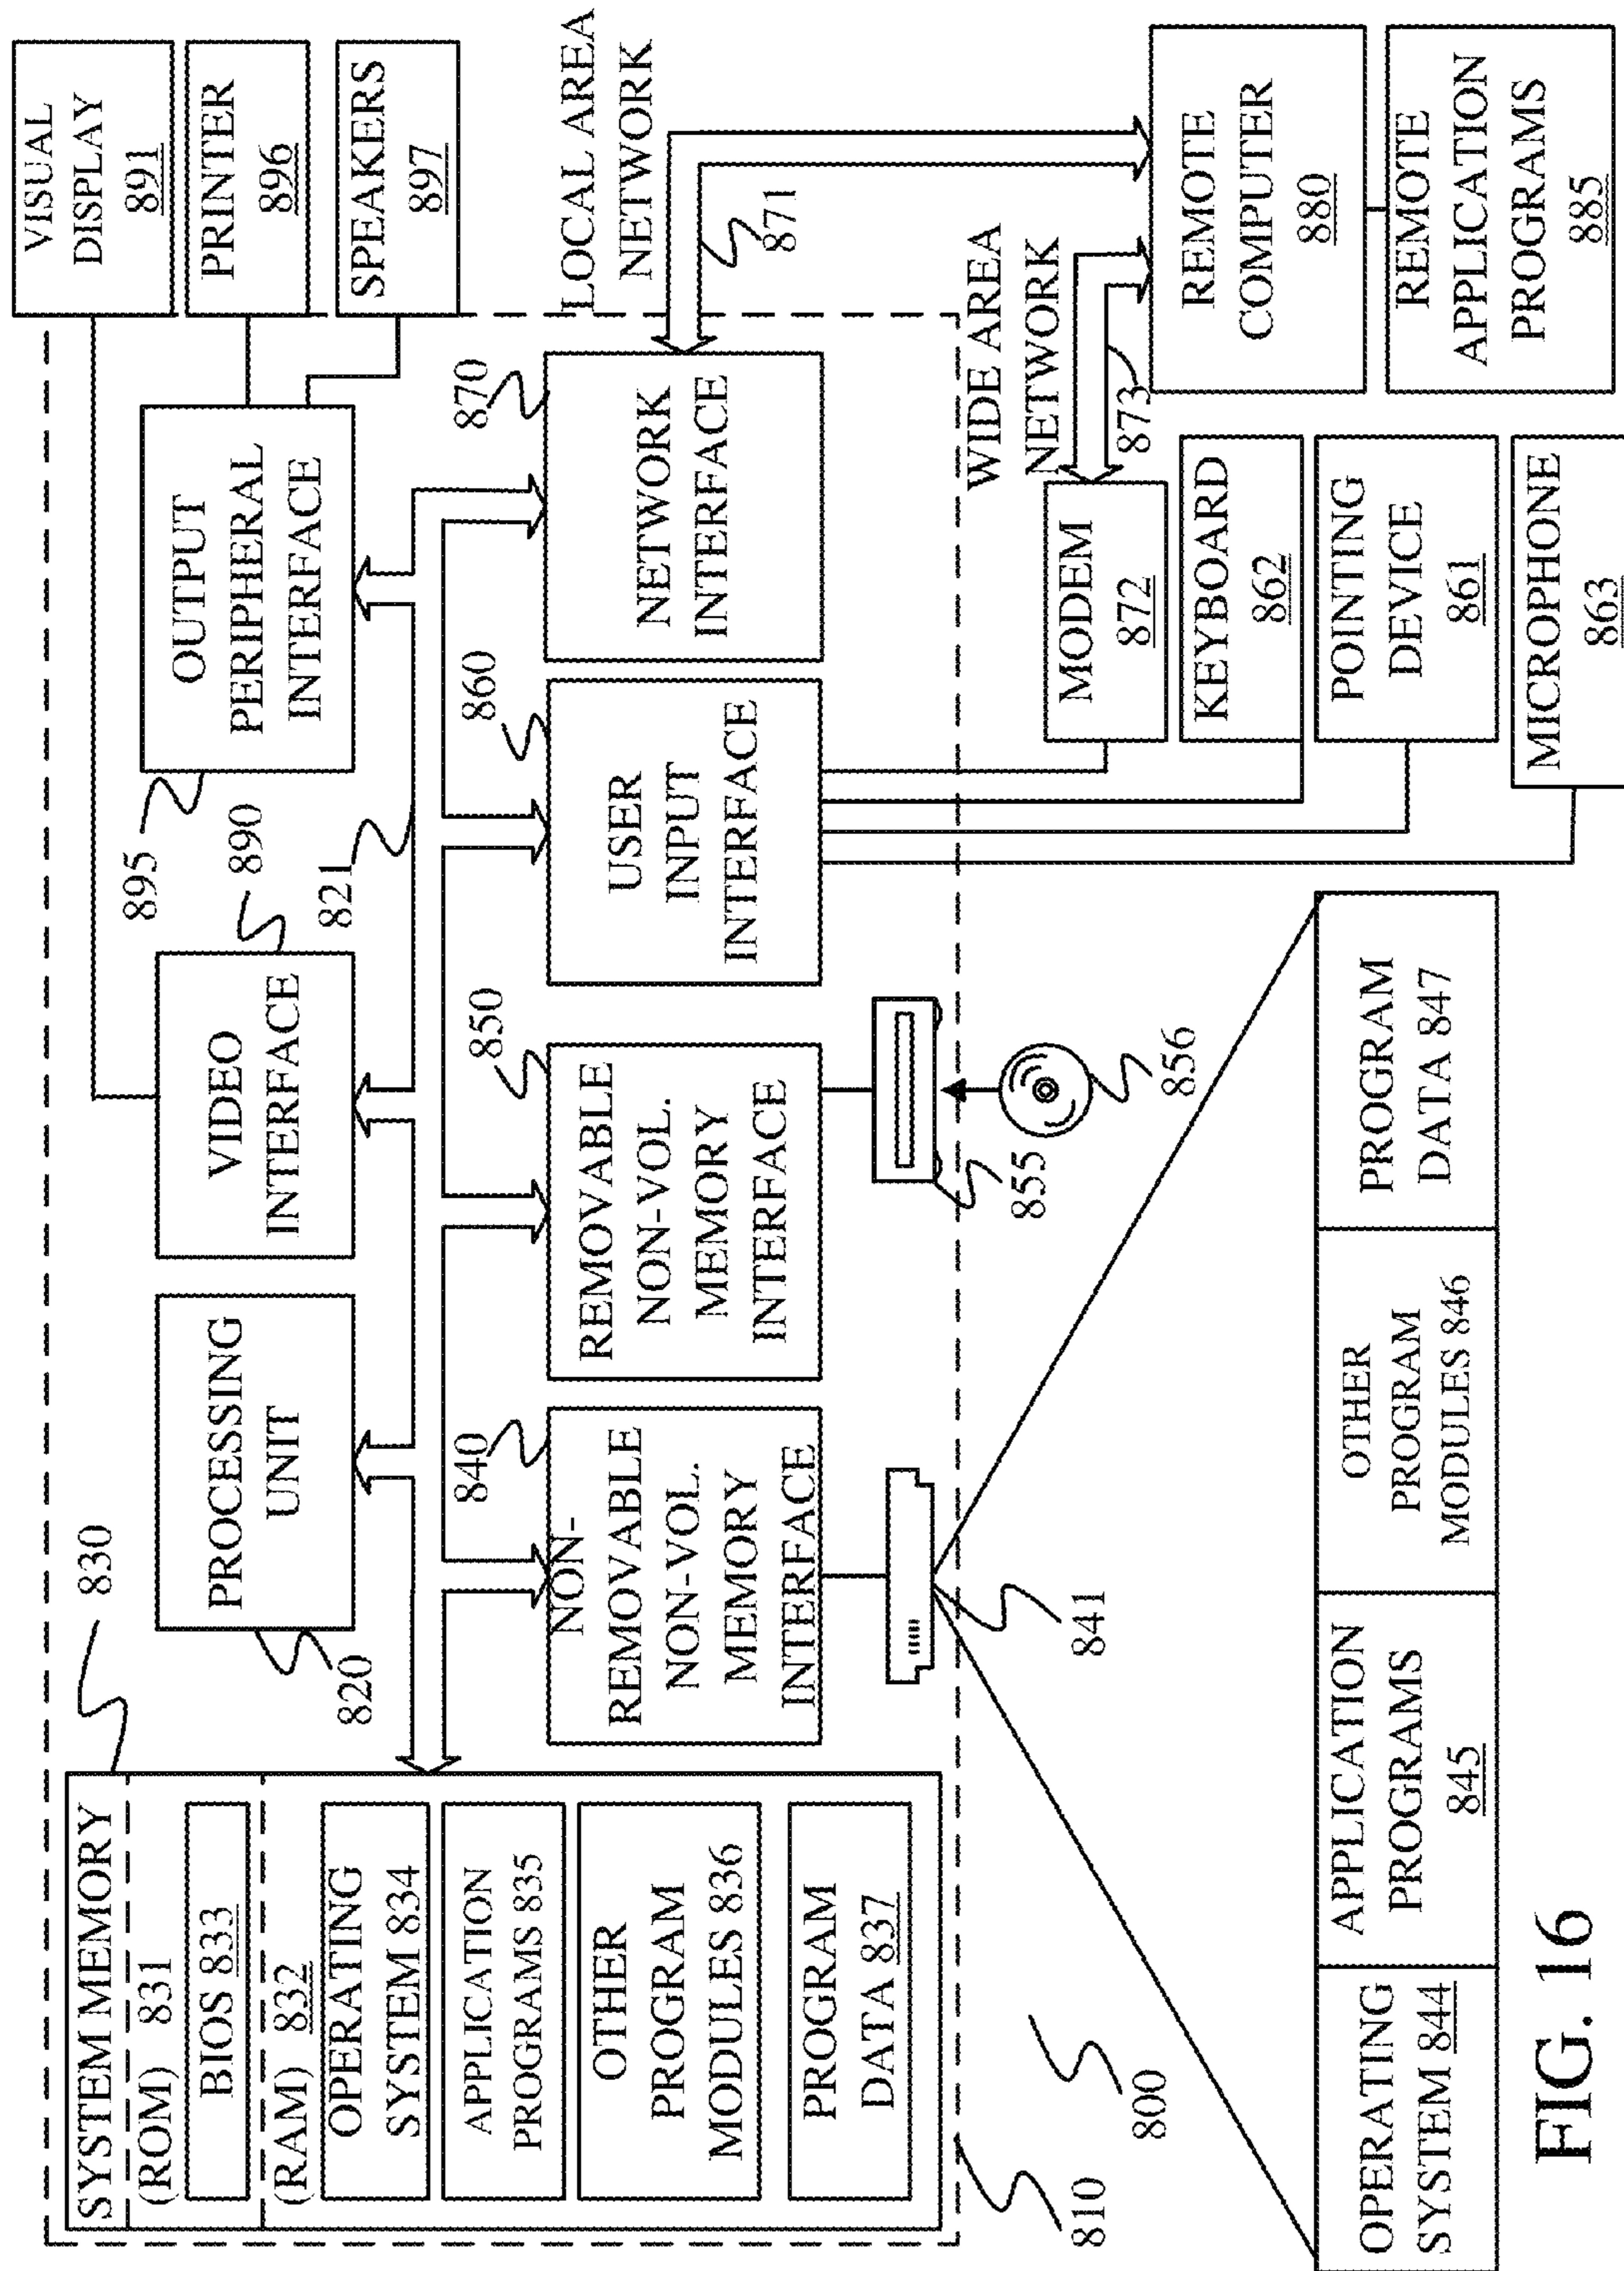 SYSTEM MEMORY
(ROM) 831
BIOS 833
(RAM) 832
OPERATING
SYSTEM 834
APPLICATION
PROGRAMS 835
OTHER
PROGRAM
MODULES 836
PROGRAM
DATA 837
830
820
PROCESSING
UNIT
VIDEO
INTERFACE
890
821
895
OUTPUT
PERIPHERAL
INTERFACE
VISUAL
DISPLAY
891
PRINTER
896
SPEAKERS
897
840
NON-
REMOVABLE
NON-VOL.
MEMORY
INTERFACE
850
REMOVABLE
NON-VOL.
MEMORY
INTERFACE
860
USER
INPUT
INTERFACE
870
NETWORK
INTERFACE
LOCAL AREA
NETWORK
871
WIDE AREA
NETWORK
873
841
855
856
MODEM
872
KEYBOARD
862
POINTING
DEVICE
861
MICROPHONE
863
REMOTE
COMPUTER
880
REMOTE
APPLICATION
PROGRAMS
885
810
800
OPERATING
SYSTEM 844
APPLICATION
PROGRAMS
845
OTHER
PROGRAM
MODULES 846
PROGRAM
DATA 847
FIG. 16